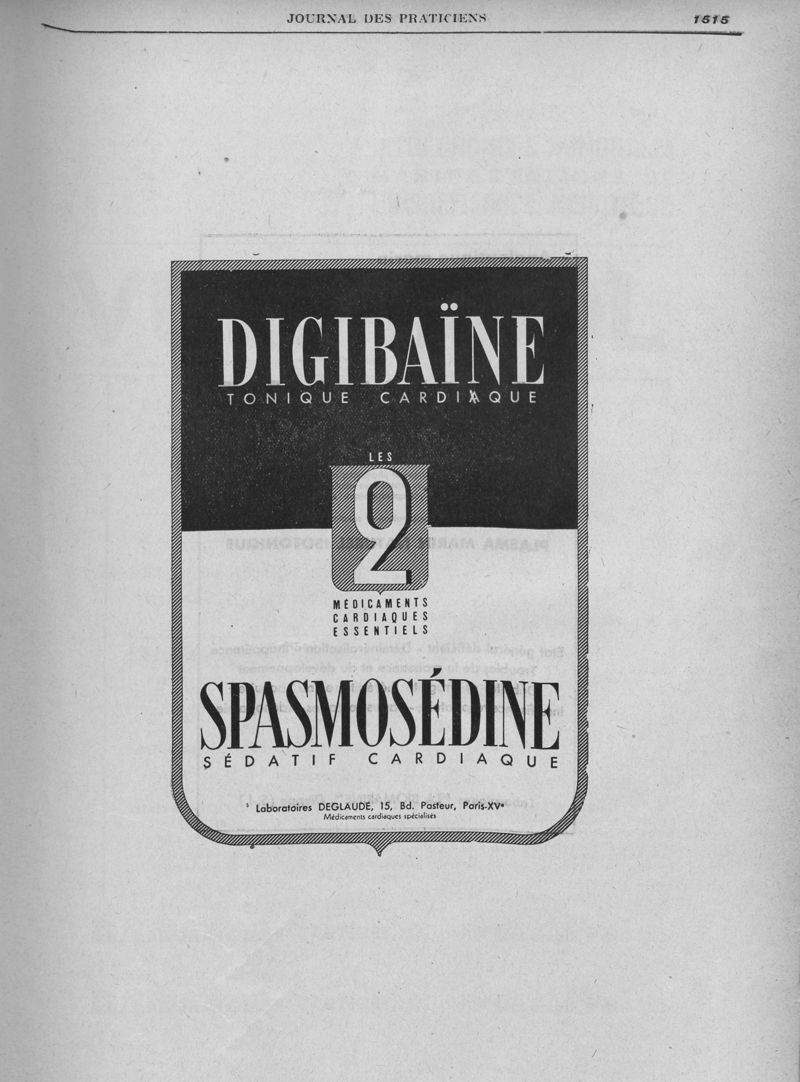 JOURNAL DES PRATICIENS
1515
DIGIBAÏNE
TONIQUE CARDIAQUE
LES
2
MÉDICAMENTS
CARDIAQUES
ESSENTIELS
SPASMOSÉDINE
SÉDATIF CARDIAQUE
Laboratoires DEGLAUDE, 15, Bd. Pasteur, Paris-XVe
Médicaments cardiaques spécialisés